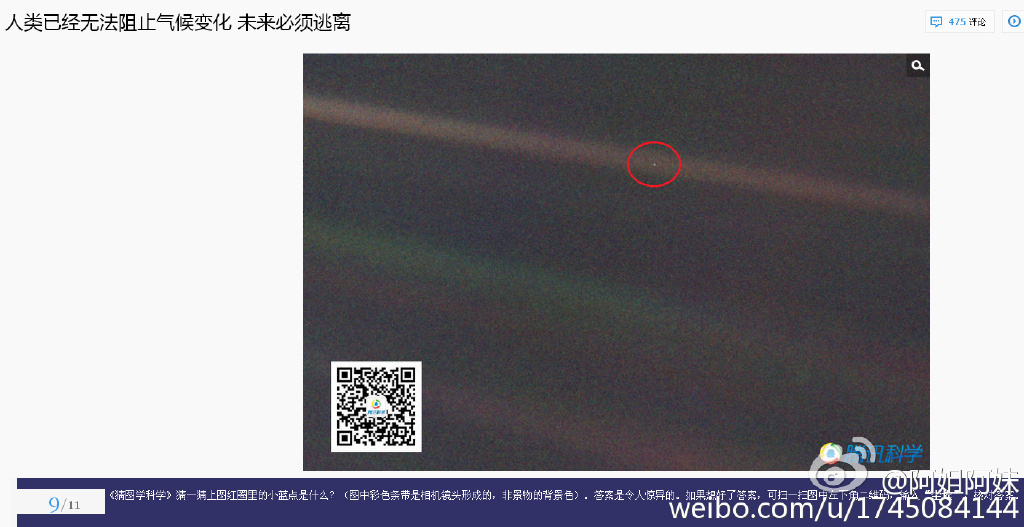 人类已经无法阻止气候变化 未来必须逃离
475 评论
腾讯科学
9/11
《猜图学科学》猜一猜上图红圈里的小蓝点是什么？（图中彩色条带是相机镜头形成的，非景物的背景色）。答案是令人惊异的。如果想好了答案，可扫一扫图中左下角二维码，
@阿姐阿妹
weibo.com/u/1745084144